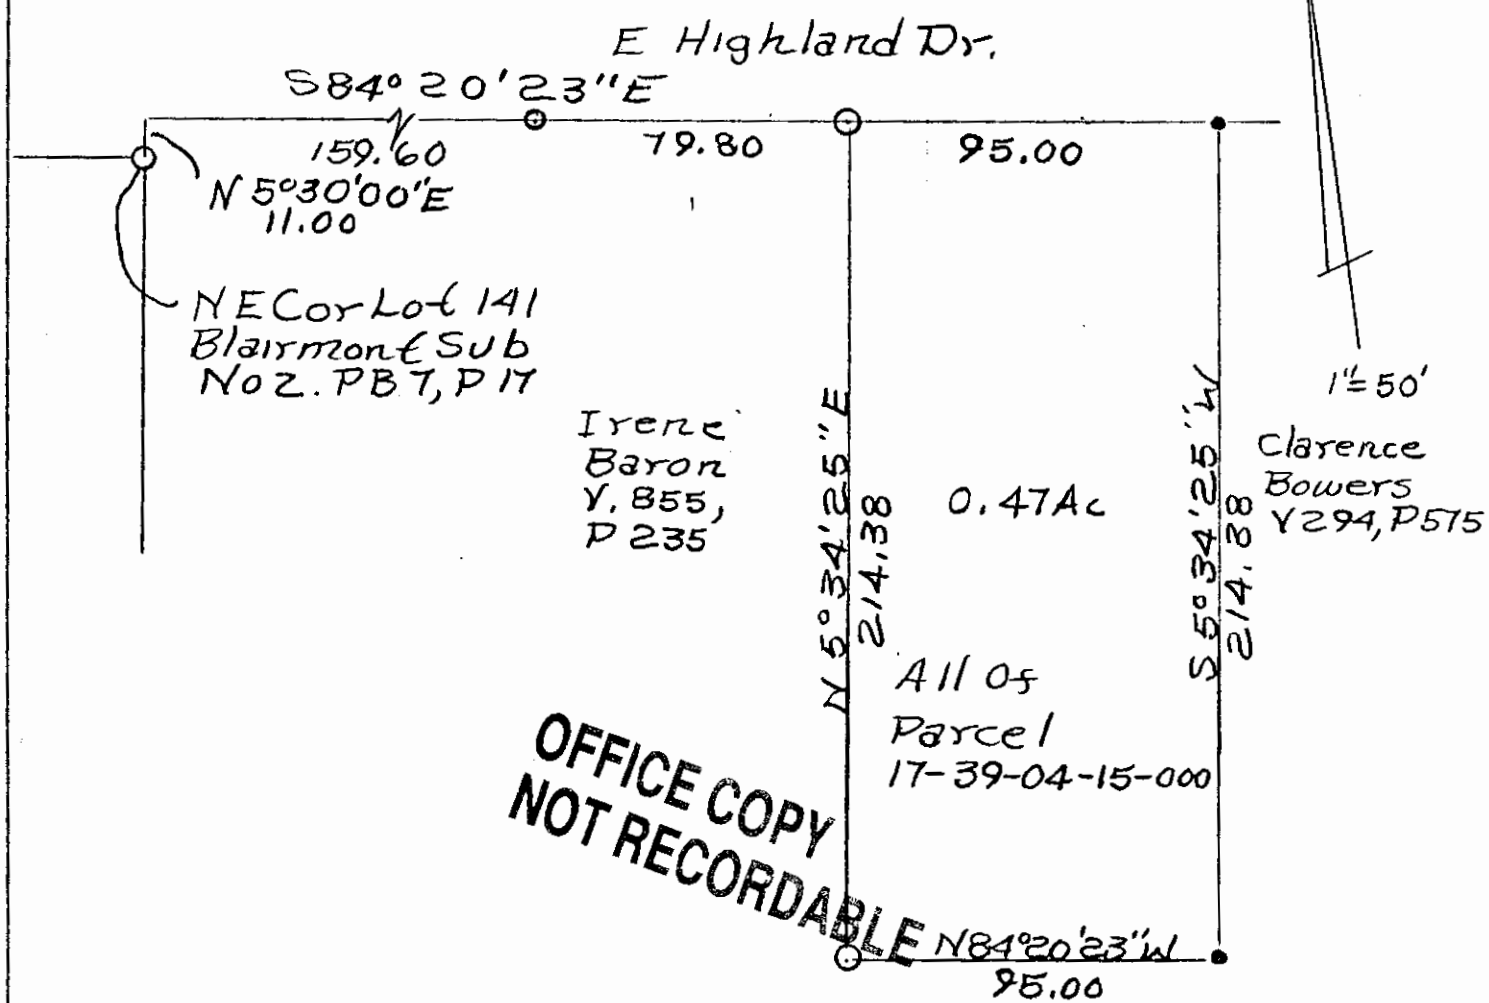 E Highland Dr.
S84° 20' 23"E
159.60
79.80
95.00
N 5°30'00"E
11.00
NE Cor Lot 141
Blairmont Sub
No 2. PB 7, P 17
1"=50'
Irene
Baron
V. 855,
P 235
N 5° 34' 25" E
214.38
0.47Ac
S 5° 34' 25" W
214.38
Clarence
Bowers
V294, P575
All Of
Parcel
17-39-04-15-000
OFFICE COPY
NOT RECORDABLE
N84°20'23"W
95.00